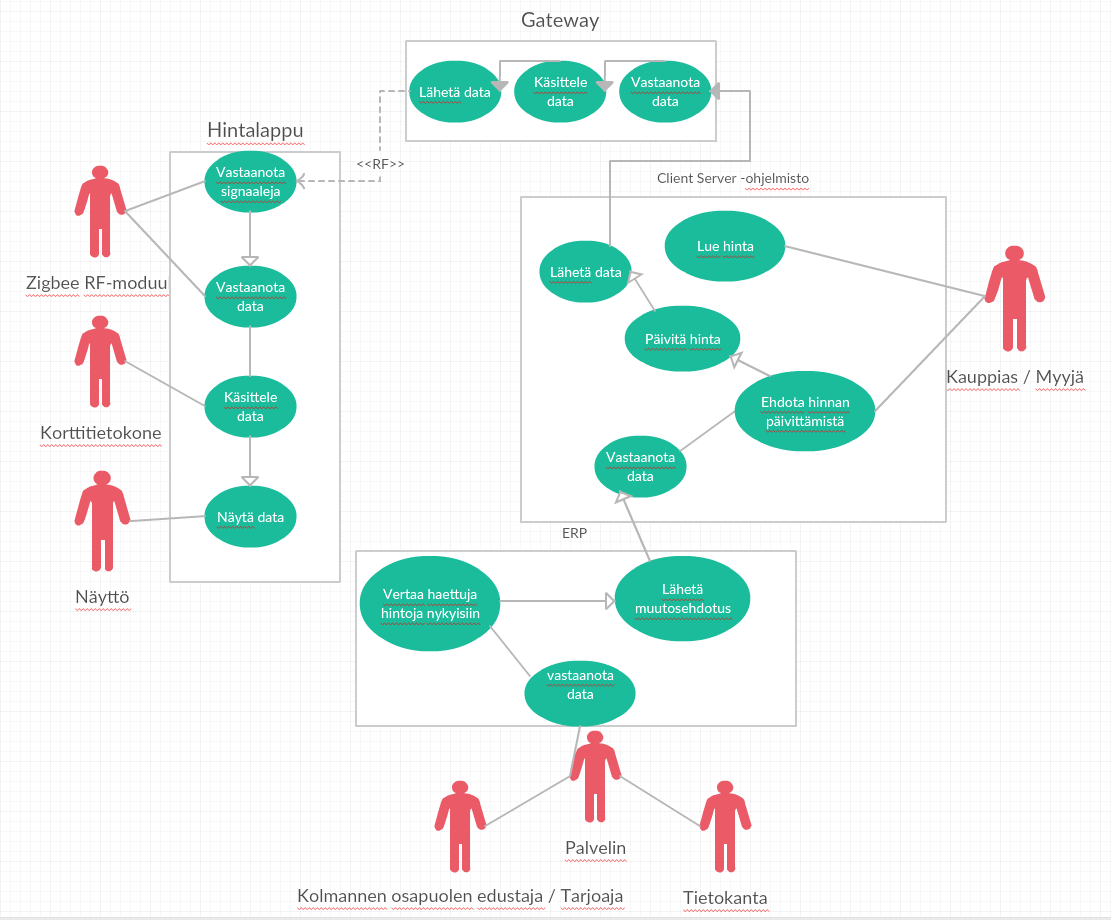 Gateway
Lähetä data
Käsittele
data
Vastaanota
data
Hintalappu
Vastaanota
signaaleja
<<RF>>
Vastaanota
data
Käsittele
data
Näytä data
Zigbee RF-moduu
Korttitietokone
Näyttö
Client Server -ohjelmisto
Lue hinta
Lähetä data
Päivitä hinta
Ehdota hinnan
päivittämistä
Vastaanota
data
Kauppias / Myyjä
ERP
Vertaa haettuja
hintoja nykyisiin
Lähetä
muutosehdotus
vastaanota
data
Palvelin
Kolmannen osapuolen edustaja / Tarjoaja
Tietokanta